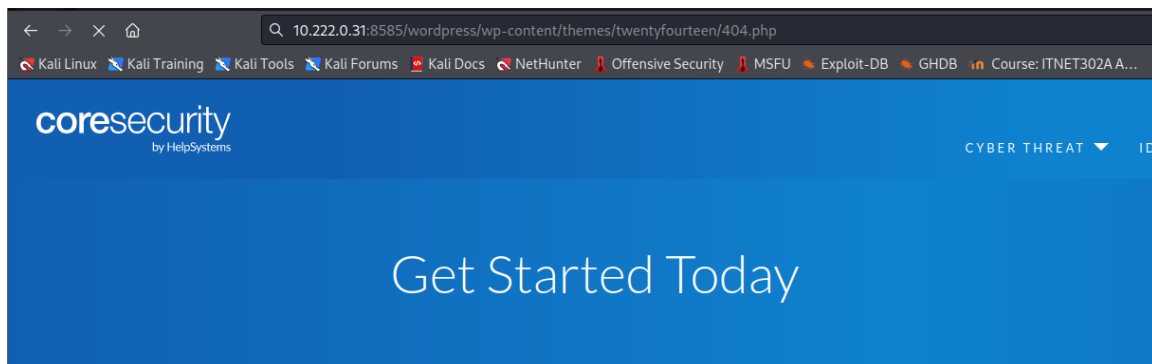 10.222.0.31:8585/wordpress/wp-content/themes/twentyfourteen/404.php
Kali Linux Kali Training Kali Tools Kali Forums Kali Docs NetHunter Offensive Security MSFU Exploit-DB GHDB Course: ITNET302A A...
coresecurity
by HelpSystems
CYBER THREAT ID
Get Started Today